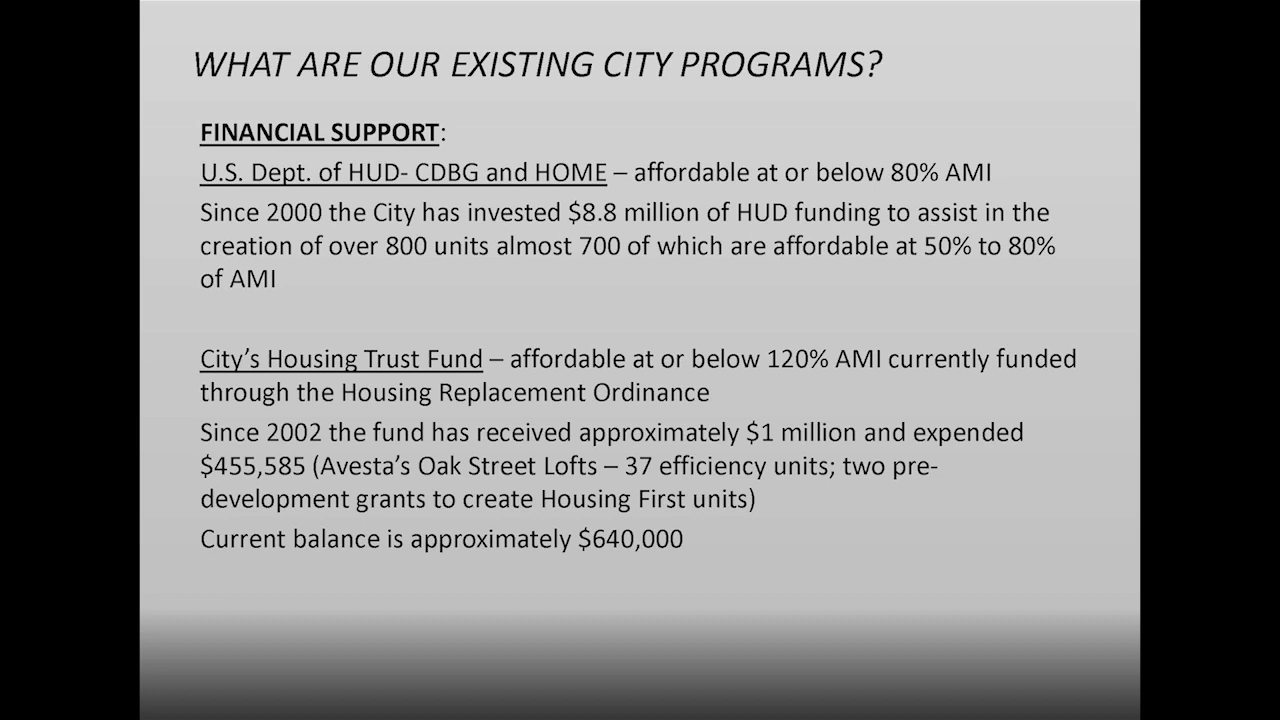 WHAT ARE OUR EXISTING CITY PROGRAMS?
FINANCIAL SUPPORT:
U.S. Dept. of HUD- CDBG and HOME – affordable at or below 80% AMI
Since 2000 the City has invested $8.8 million of HUD funding to assist in the
creation of over 800 units almost 700 of which are affordable at 50% to 80%
of AMI
City's Housing Trust Fund – affordable at or below 120% AMI currently funded
through the Housing Replacement Ordinance
Since 2002 the fund has received approximately $1 million and expended
$455,585 (Avesta's Oak Street Lofts – 37 efficiency units; two pre-
development grants to create Housing First units)
Current balance is approximately $640,000